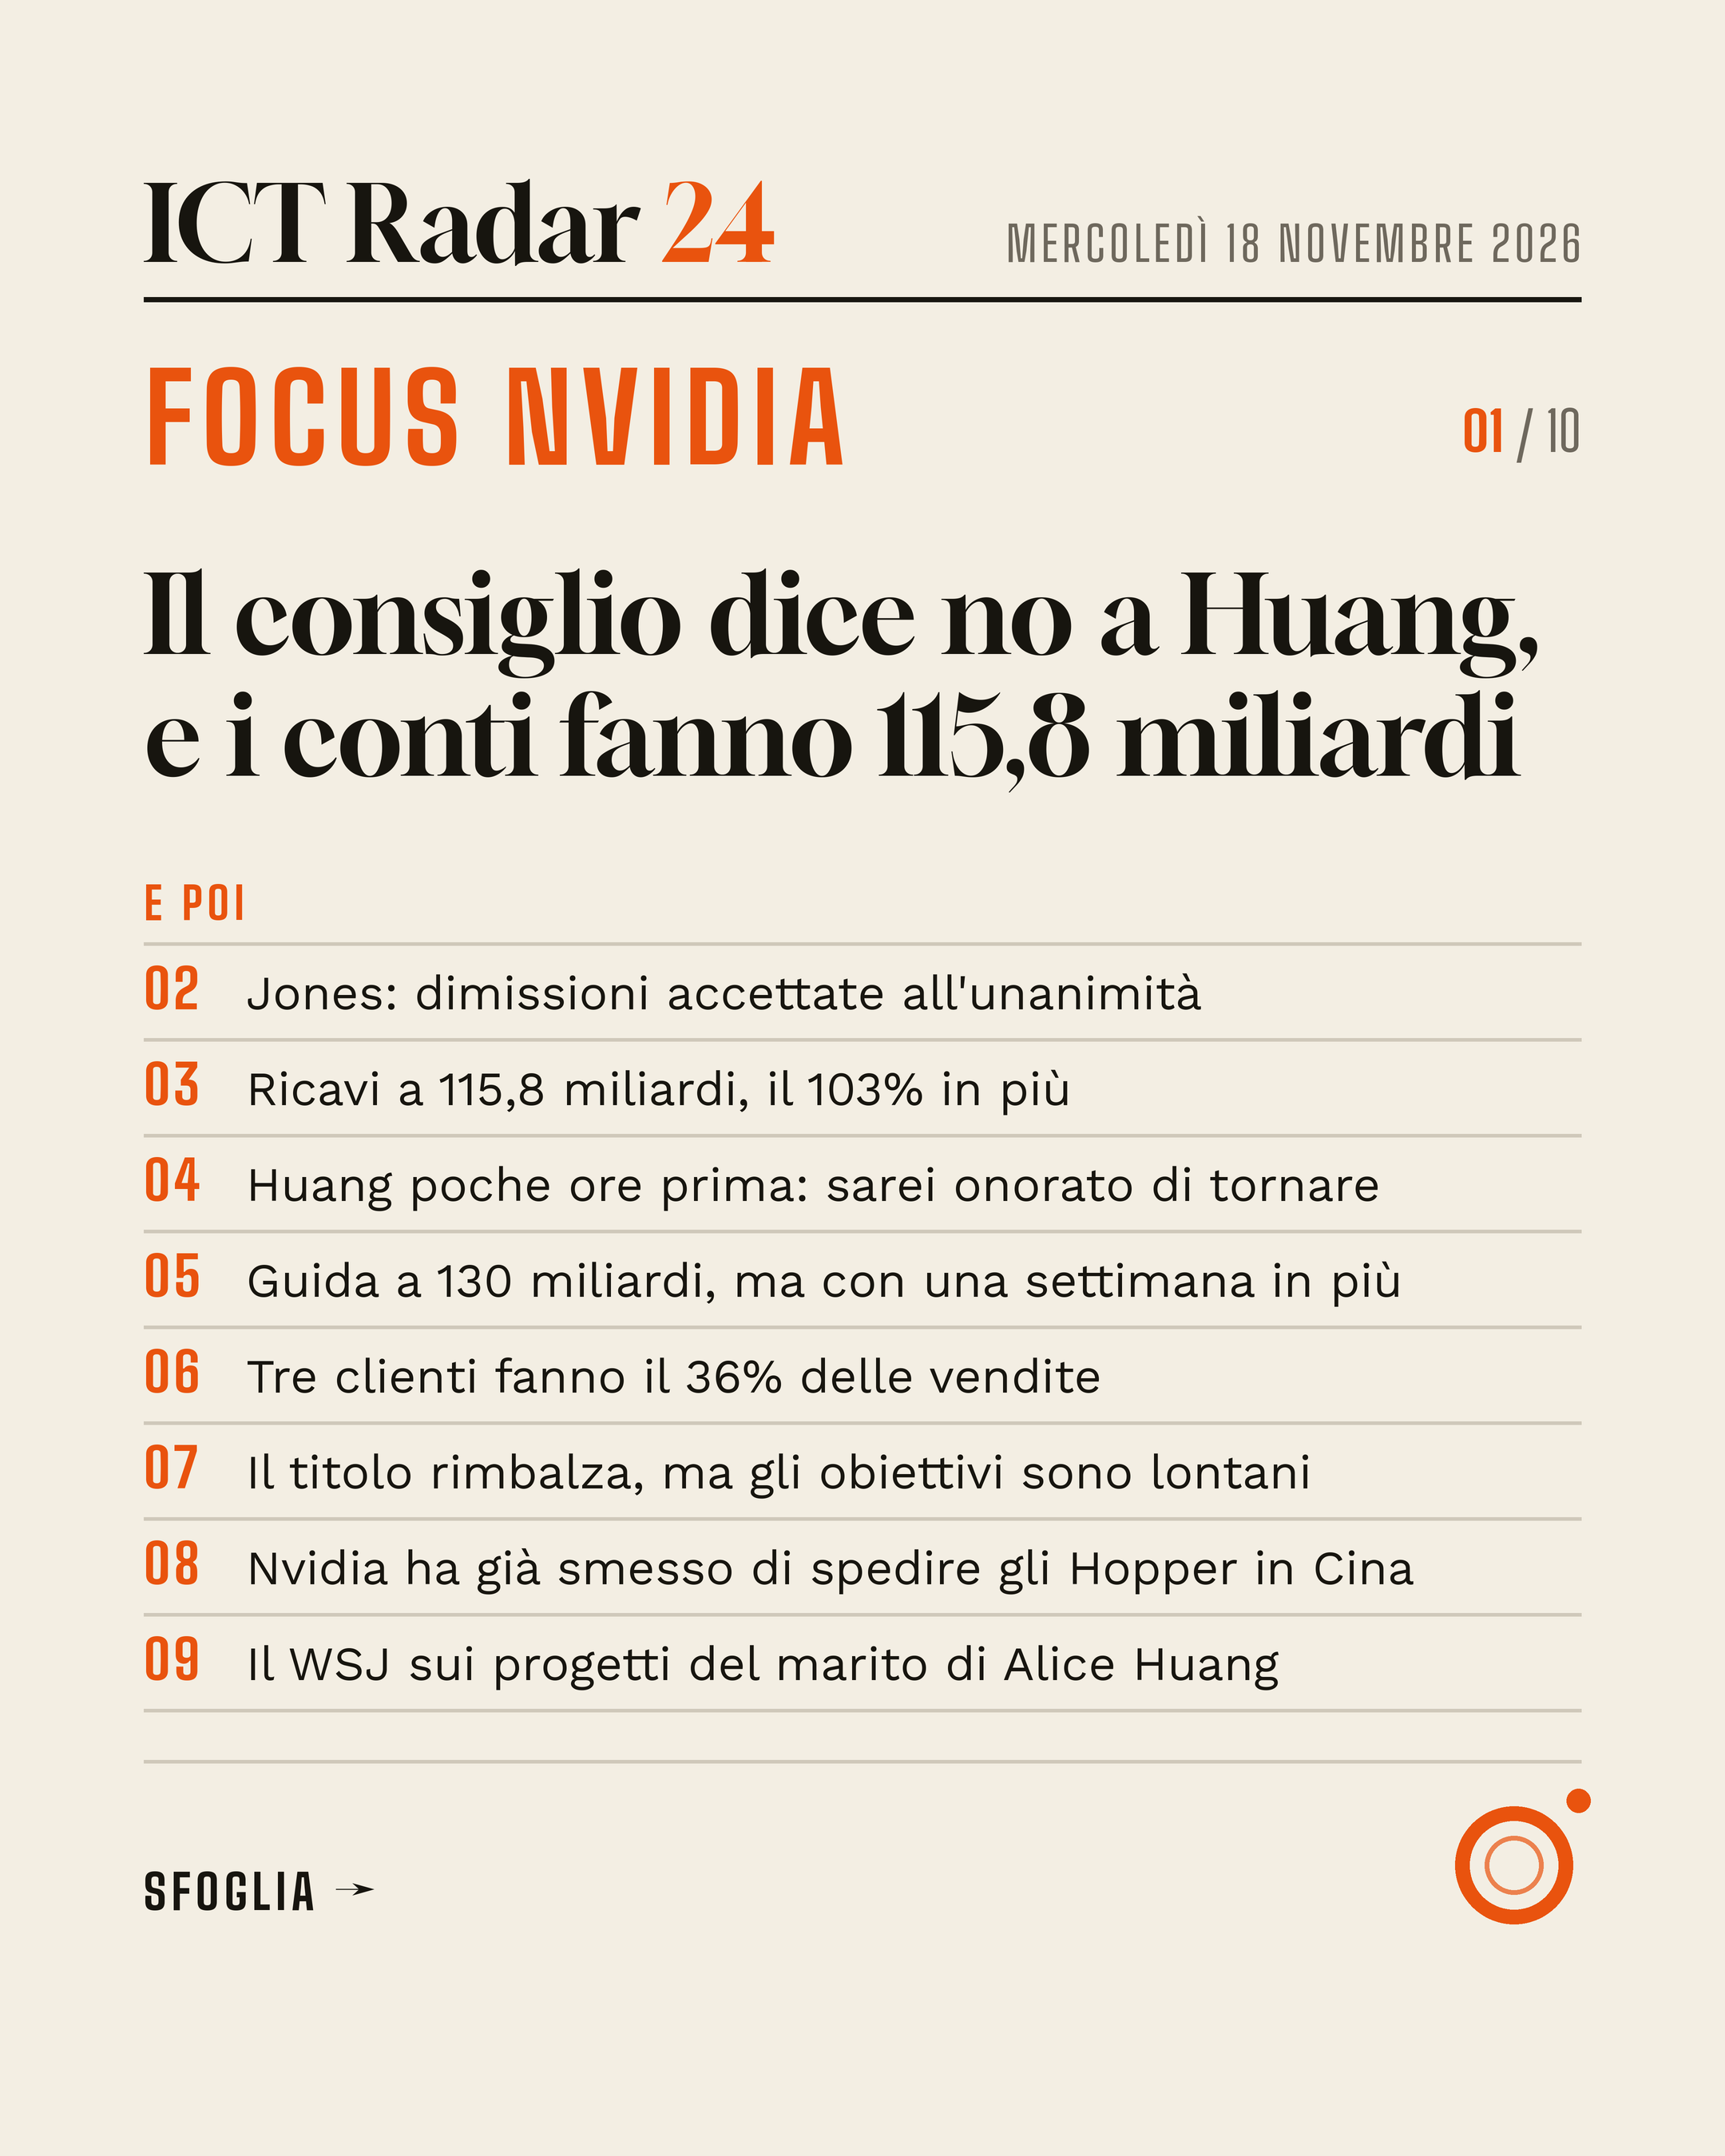 ICT Radar 24
MERCOLEDÌ 18 NOVEMBRE 2026
FOCUS NVIDIA
01 / 10
Il consiglio dice no a Huang,
e i conti fanno 115,8 miliardi
E POI
02 Jones: dimissioni accettate all'unanimità
03 Ricavi a 115,8 miliardi, il 103% in più
04 Huang poche ore prima: sarei onorato di tornare
05 Guida a 130 miliardi, ma con una settimana in più
06 Tre clienti fanno il 36% delle vendite
07 Il titolo rimbalza, ma gli obiettivi sono lontani
08 Nvidia ha già smesso di spedire gli Hopper in Cina
09 Il WSJ sui progetti del marito di Alice Huang
SFOGLIA →